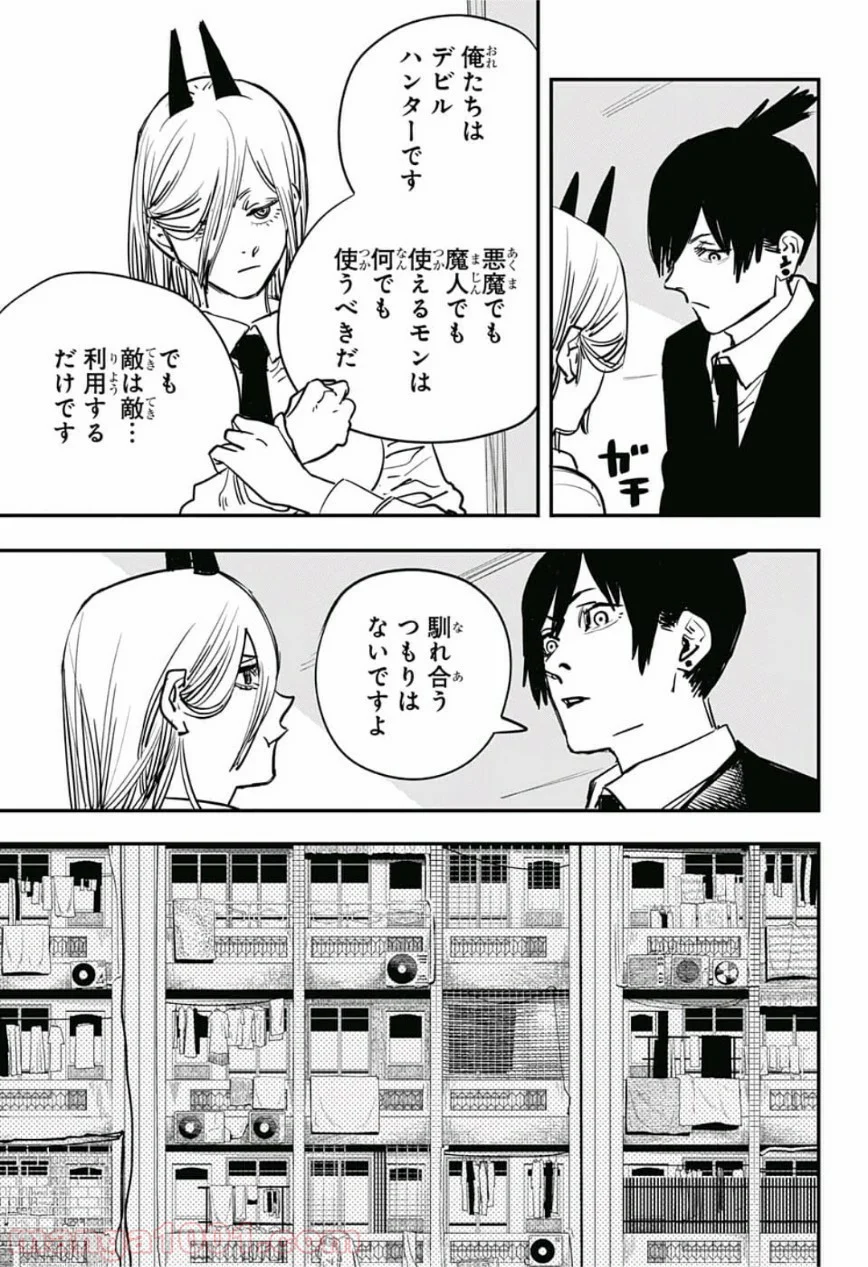 ガチ
俺たちは
デビル
ハンターです
悪魔でも
魔人でも
使えるモンは
何でも
使うべきだ
でも
敵は敵…
利用する
だけです
馴れ合う
つもりは
ないですよ
manga1001.com